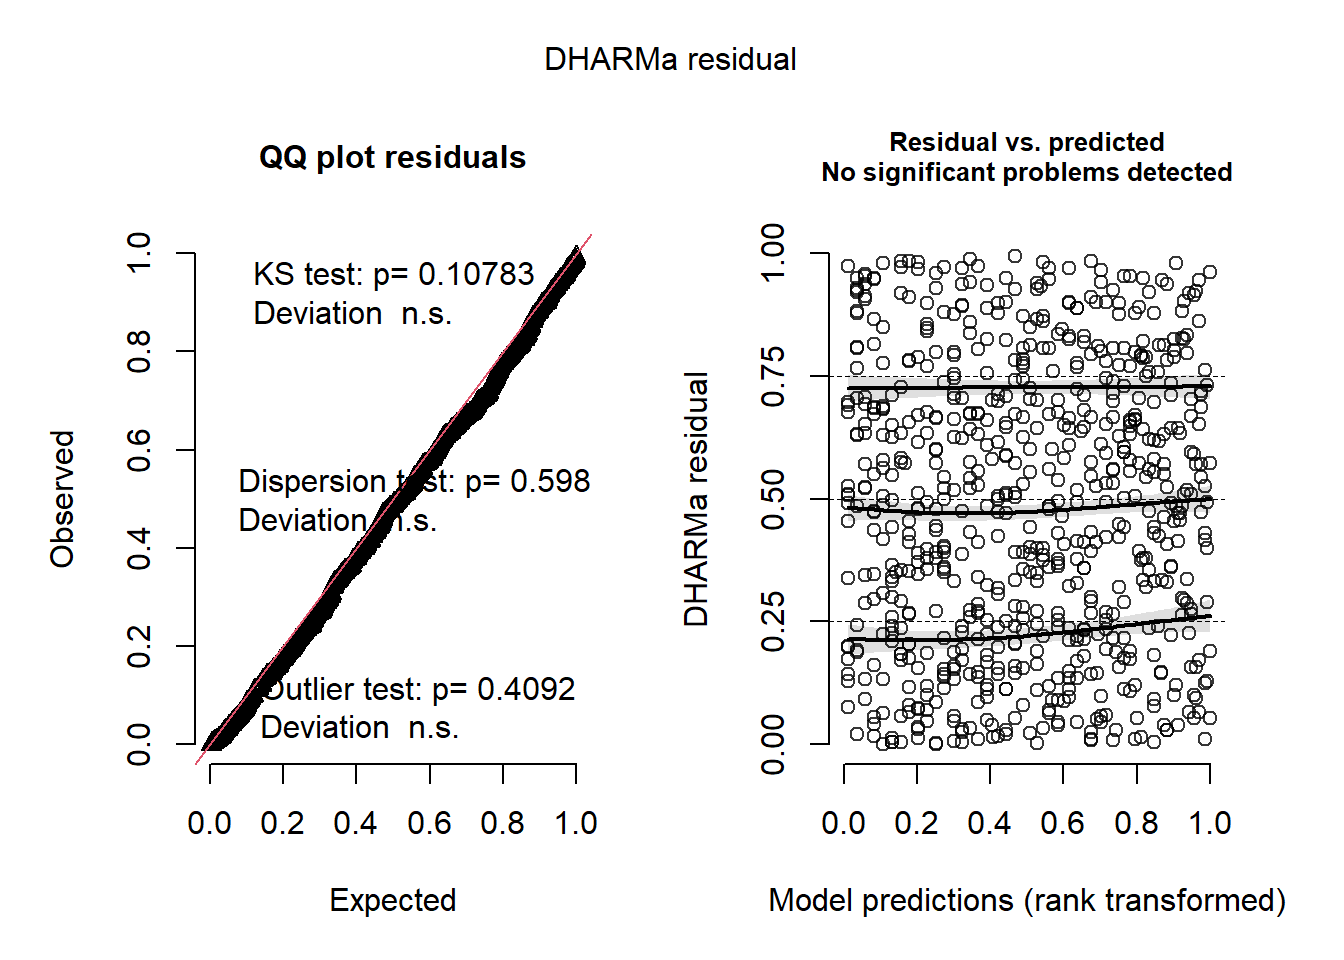 DHARMa residual
QQ plot residuals
KS test: p= 0.10783
Deviation  n.s.
Dispersion test: p= 0.598
Deviation  n.s.
Outlier test: p= 0.4092
Deviation  n.s.
Observed
0.0
0.2
0.4
0.6
0.8
1.0
0.0 0.2 0.4 0.6 0.8 1.0
Expected
Residual vs. predicted
No significant problems detected
DHARMa residual
0.00
0.25
0.50
0.75
1.00
0.0 0.2 0.4 0.6 0.8 1.0
Model predictions (rank transformed)